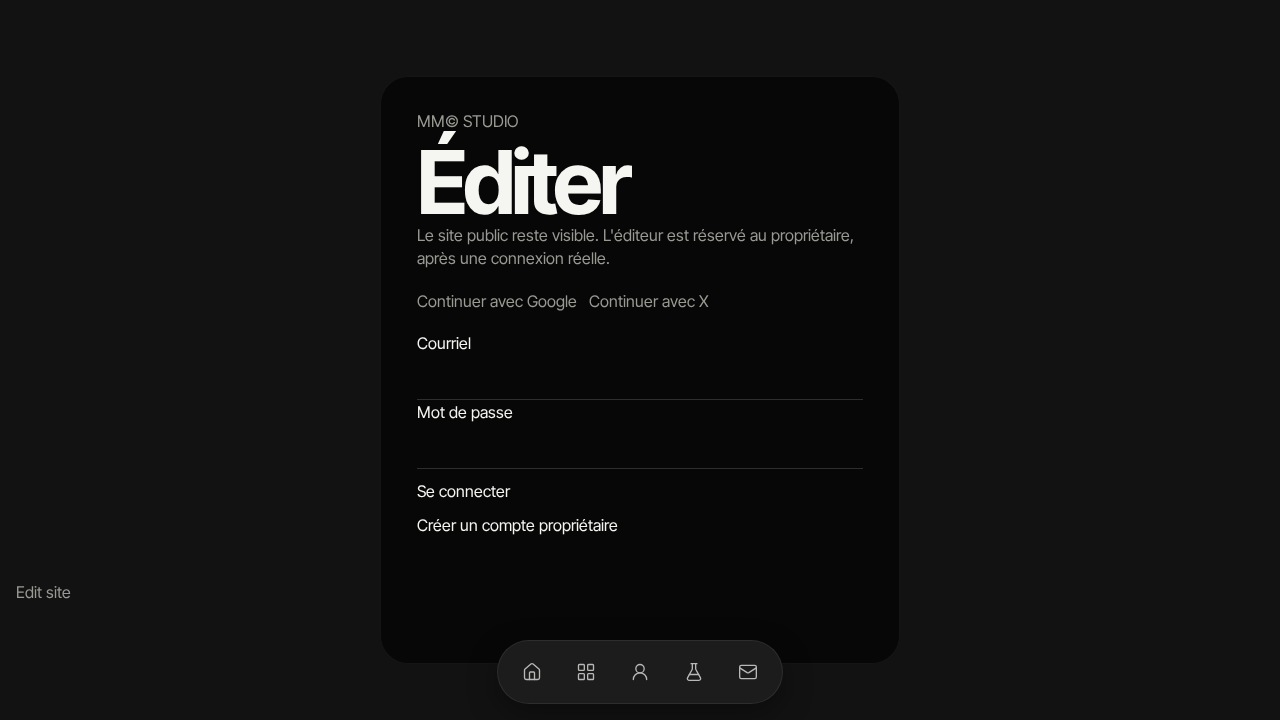 MM© STUDIO
Éditer
Le site public reste visible. L'éditeur est réservé au propriétaire,
après une connexion réelle.
Continuer avec Google Continuer avec X
Courriel
Mot de passe
Se connecter
Créer un compte propriétaire
Edit site